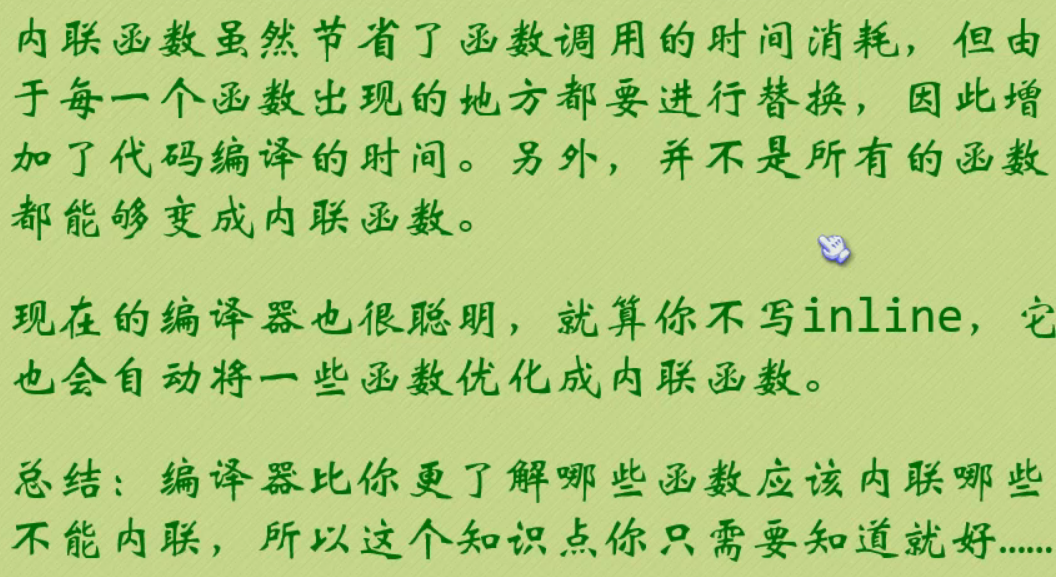 内联函数虽然节省了函数调用的时间消耗，但由
于每一个函数出现的地方都要进行替换，因此增
加了代码编译的时间。另外，并不是所有的函数
都能够变成内联函数。
现在的编译器也很聪明，就算你不写inline，它
也会自动将一些函数优化成内联函数。
总结：编译器比你更了解哪些函数应该内联哪些
不能内联，所以这个知识点你只需要知道就好……